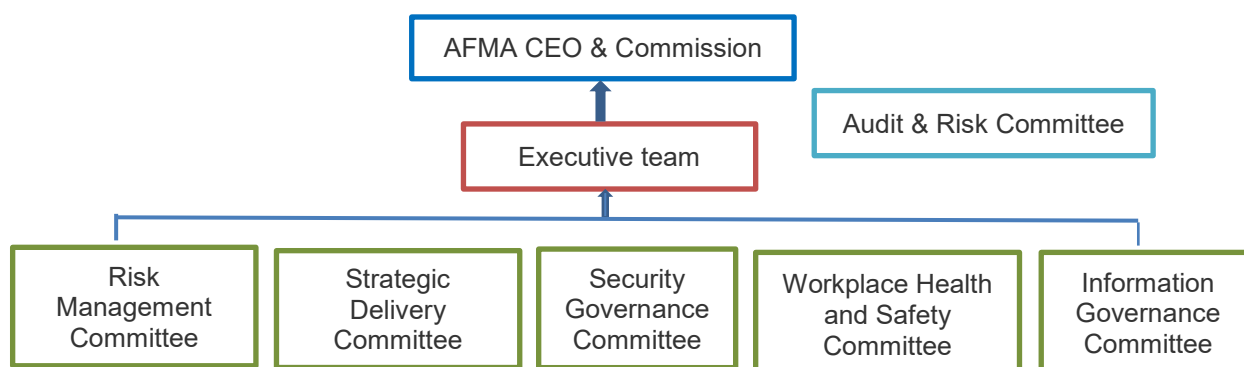 AFMA CEO & Commission
Audit & Risk Committee
Executive team
Risk
Management
Committee
Strategic
Delivery
Committee
Security
Governance
Committee
Workplace Health
and Safety
Committee
Information
Governance
Committee